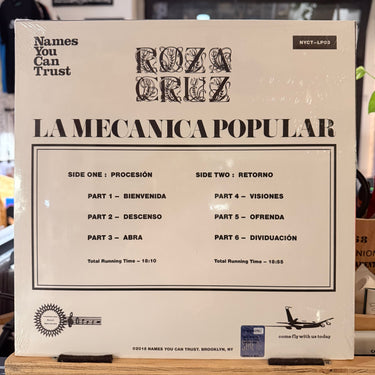 Names
You
Can
Trust
NYCT-LP03
ROZA
CRUZ
LA MECANICA POPULAR
SIDE ONE : PROCESIÓN
PART 1 – BIENVENIDA
PART 2 – DESCENSO
PART 3 – ABRA
Total Running Time – 18:10
SIDE TWO : RETORNO
PART 4 – VISIONES
PART 5 – OFRENDA
PART 6 – DIVIDUACIÓN
Total Running Time – 18:55
come fly with us today
©2018 NAMES YOU CAN TRUST. BROOKLYN, NY